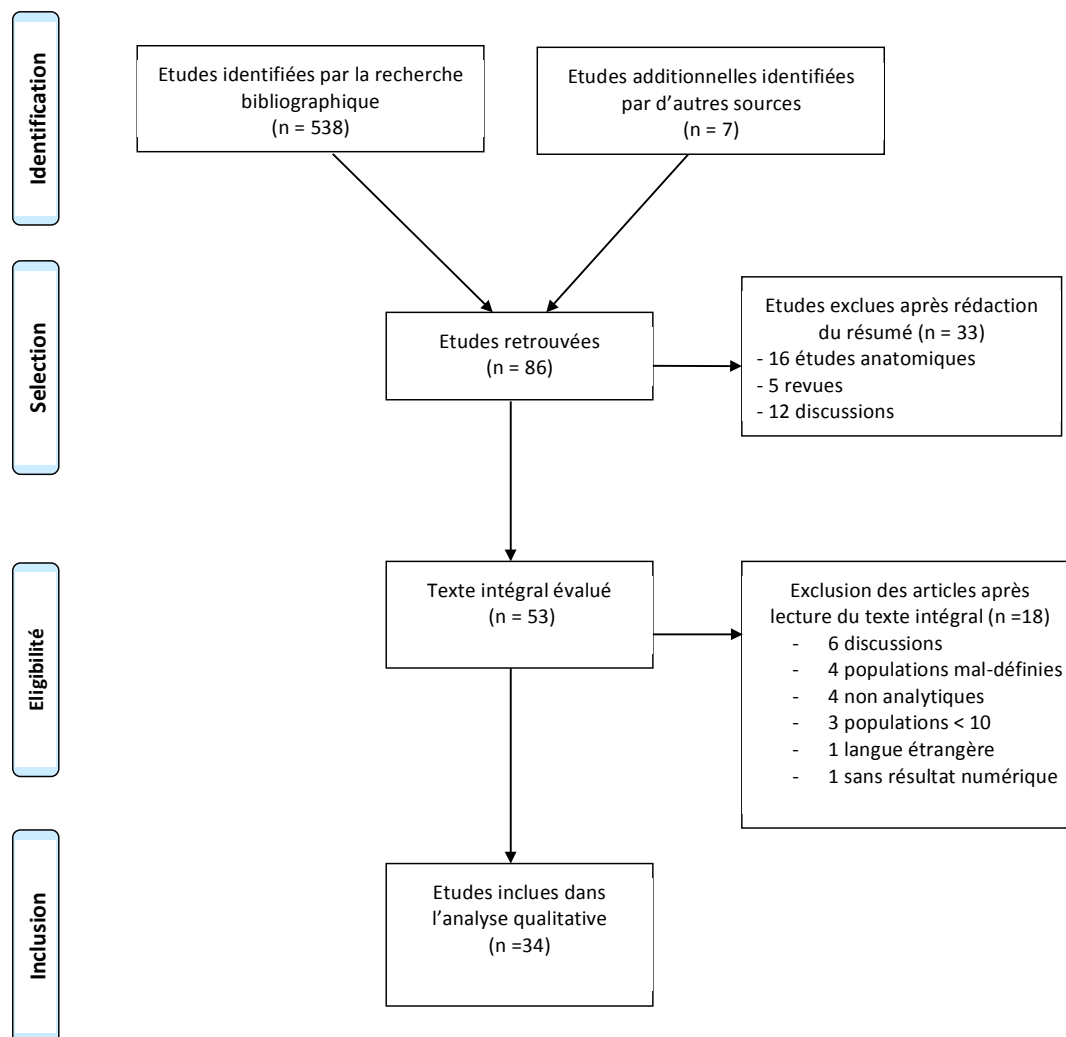 Identification
Etudes identifiées par la recherche
bibliographique
(n = 538)
Etudes additionnelles identifiées
par d'autres sources
(n = 7)
Selection
Etudes retrouvées
(n = 86)
Etudes exclues après rédaction
du résumé (n = 33)
- 16 études anatomiques
- 5 revues
- 12 discussions
Eligibilité
Texte intégral évalué
(n = 53)
Exclusion des articles après
lecture du texte intégral (n =18)
- 6 discussions
- 4 populations mal-définies
- 4 non analytiques
- 3 populations < 10
- 1 langue étrangère
- 1 sans résultat numérique
Inclusion
Etudes inclues dans
l'analyse qualitative
(n =34)